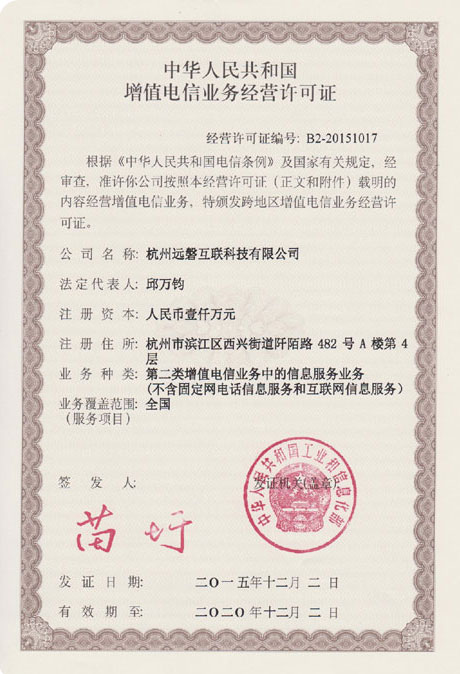 中华人民共和国
增值电信业务经营许可证
经营许可证编号: B2-20151017
根据《中华人民共和国电信条例》及国家有关规定, 经
审查, 准许你公司按照本经营许可证（正文和附件）载明的
内容经营增值电信业务, 特颁发跨地区增值电信业务经营许
可证。
公司名称: 杭州远磐互联科技有限公司
法定代表人: 邱万钧
注册资本: 人民币壹仟万元
注册住所: 杭州市滨江区西兴街道阡陌路 482 号 A 楼第 4
层
业务种类: 第二类增值电信业务中的信息服务业务
(不含固定网电话信息服务和互联网信息服务)
业务覆盖范围: 全国
(服务项目)
签发人:
发证机关(盖章):
中华人民共和国工业和信息化部
苗圩
发证日期: 二〇一五年十二月二日
有效期至: 二〇二〇年十二月二日